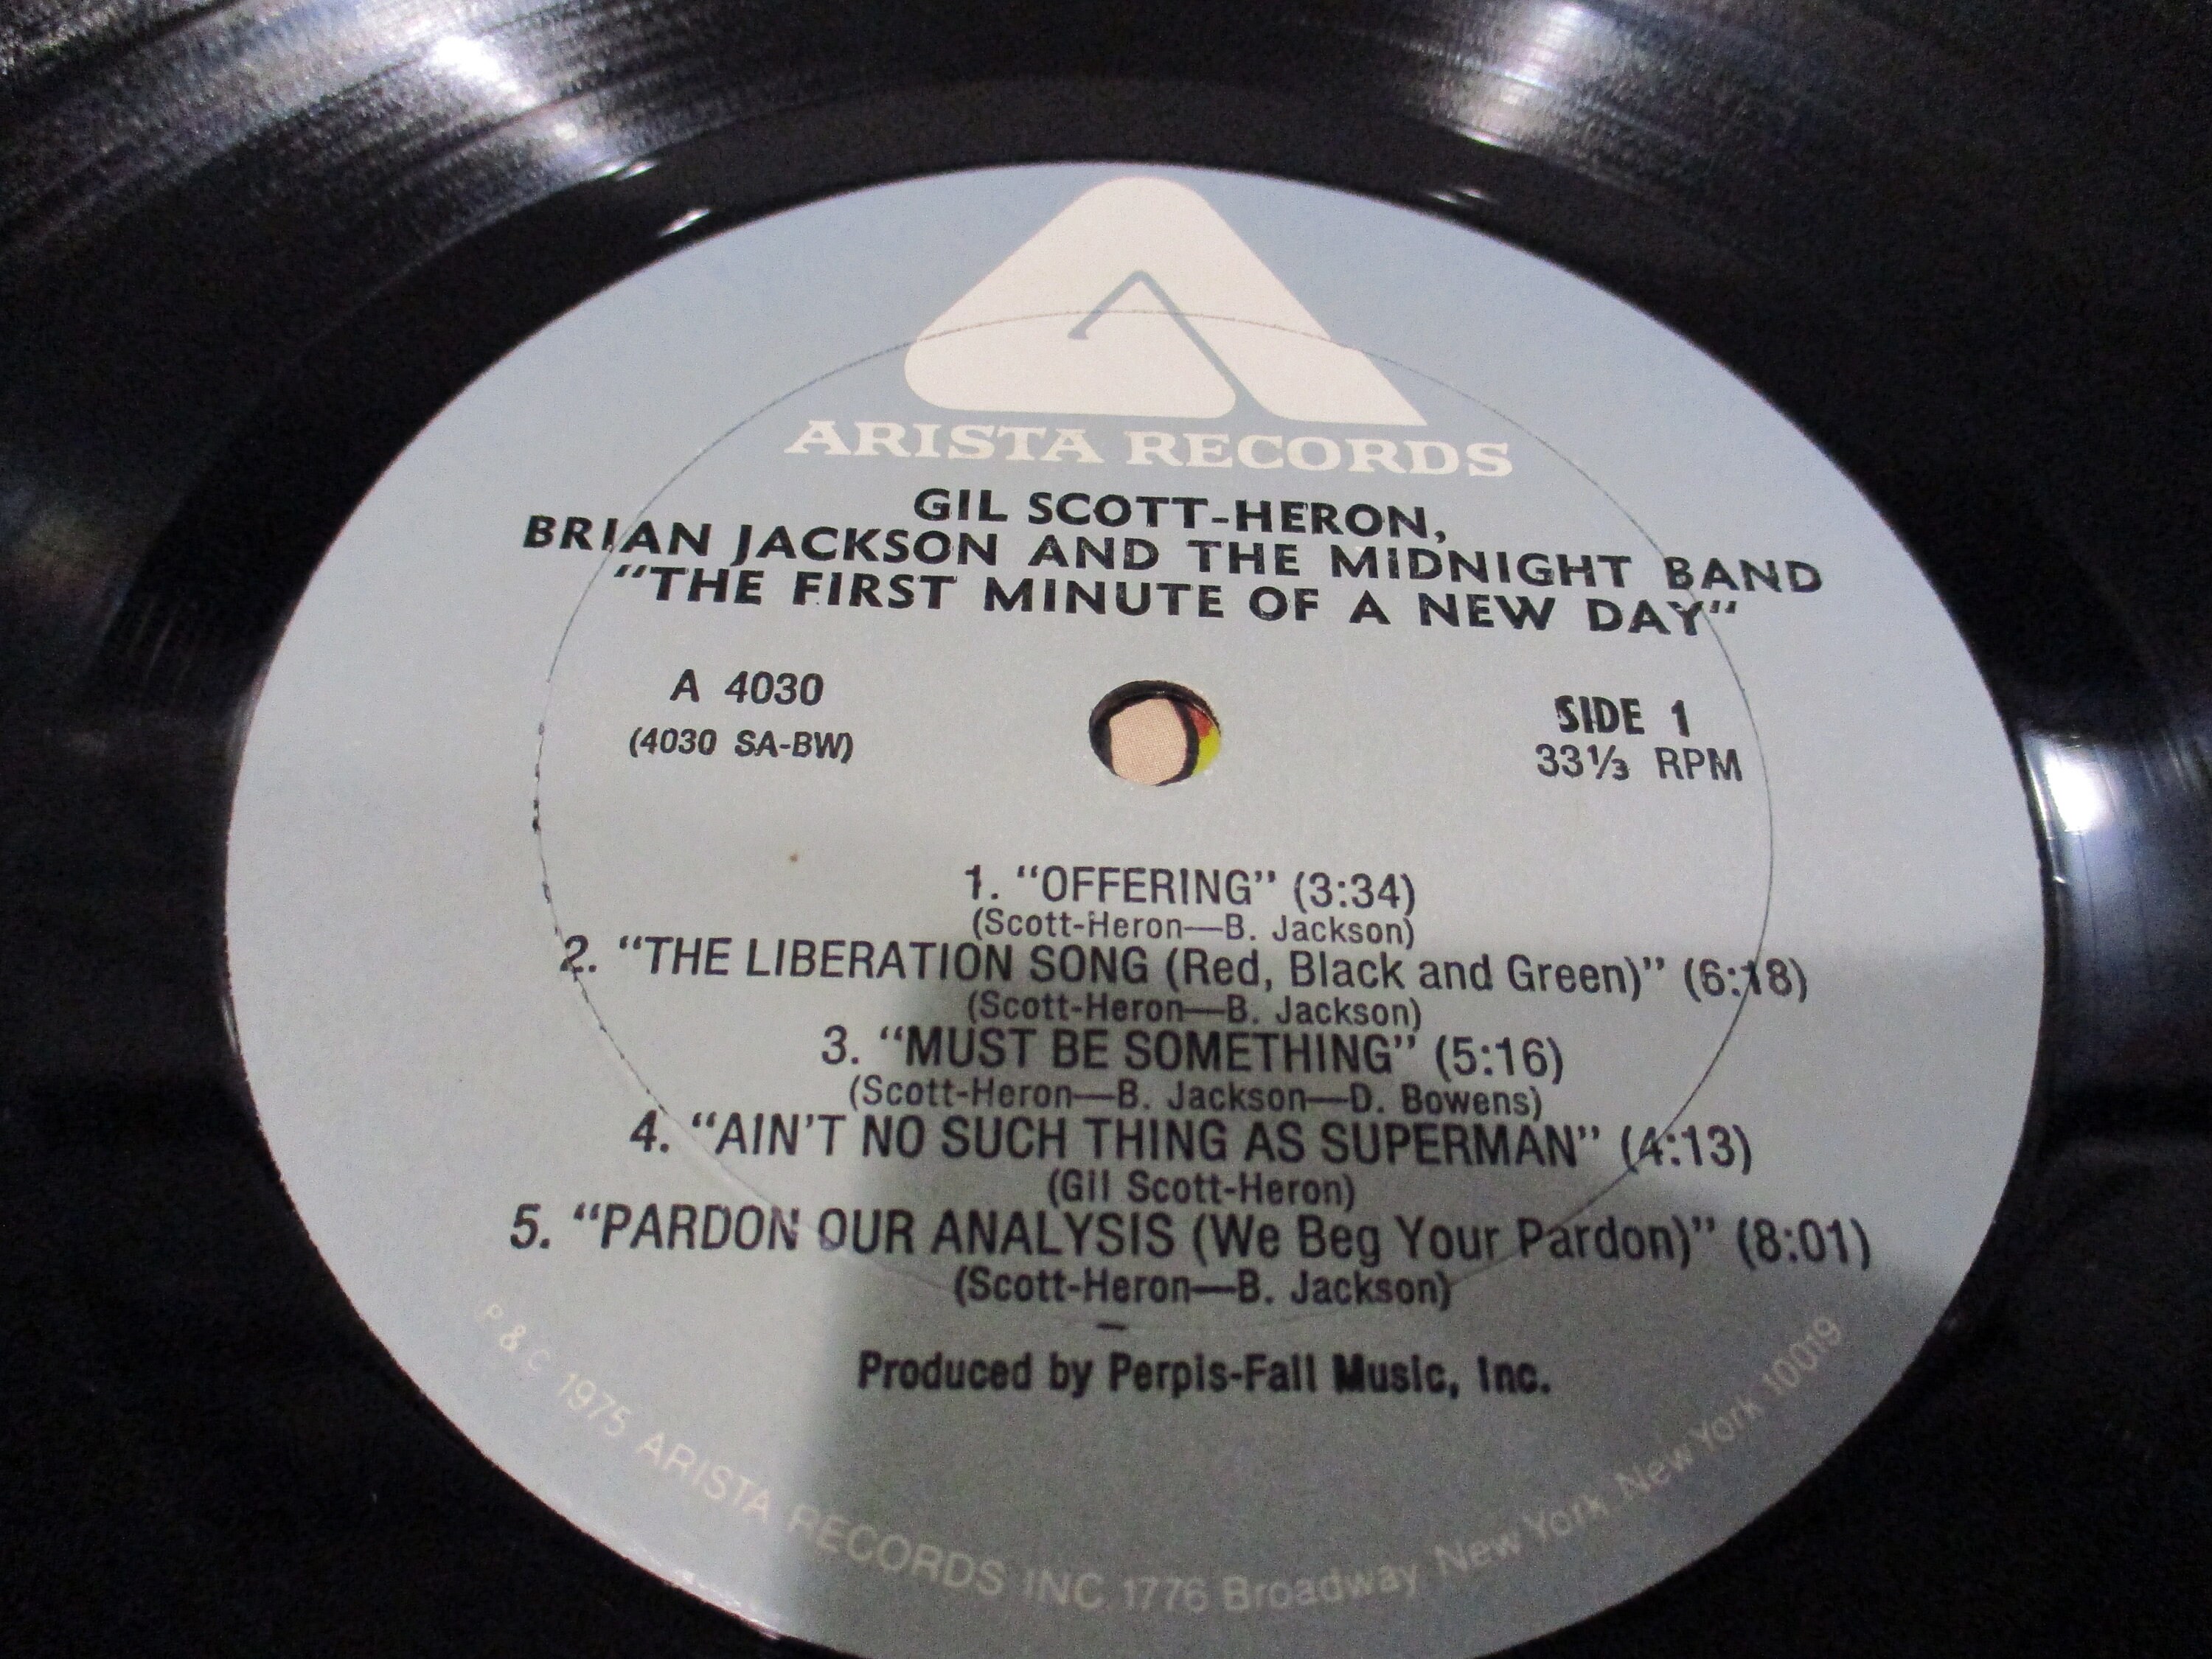 ARISTA RECORDS
GIL SCOTT-HERON,
BRIAN JACKSON AND THE MIDNIGHT BAND
"THE FIRST MINUTE OF A NEW DAY"
A 4030
(4030 SA-BW)
SIDE 1
33⅓ RPM
1. "OFFERING" (3:34)
(Scott-Heron—B. Jackson)
2. "THE LIBERATION SONG (Red, Black and Green)" (6:18)
(Scott-Heron—B. Jackson)
3. "MUST BE SOMETHING" (5:16)
(Scott-Heron—B. Jackson—D. Bowens)
4. "AIN'T NO SUCH THING AS SUPERMAN" (4:13)
(Gil Scott-Heron)
5. "PARDON OUR ANALYSIS (We Beg Your Pardon)" (8:01)
(Scott-Heron—B. Jackson)
Produced by Perpis-Fall Music, Inc.
P & C 1975 ARISTA RECORDS INC. 1776 Broadway New York New York 10019